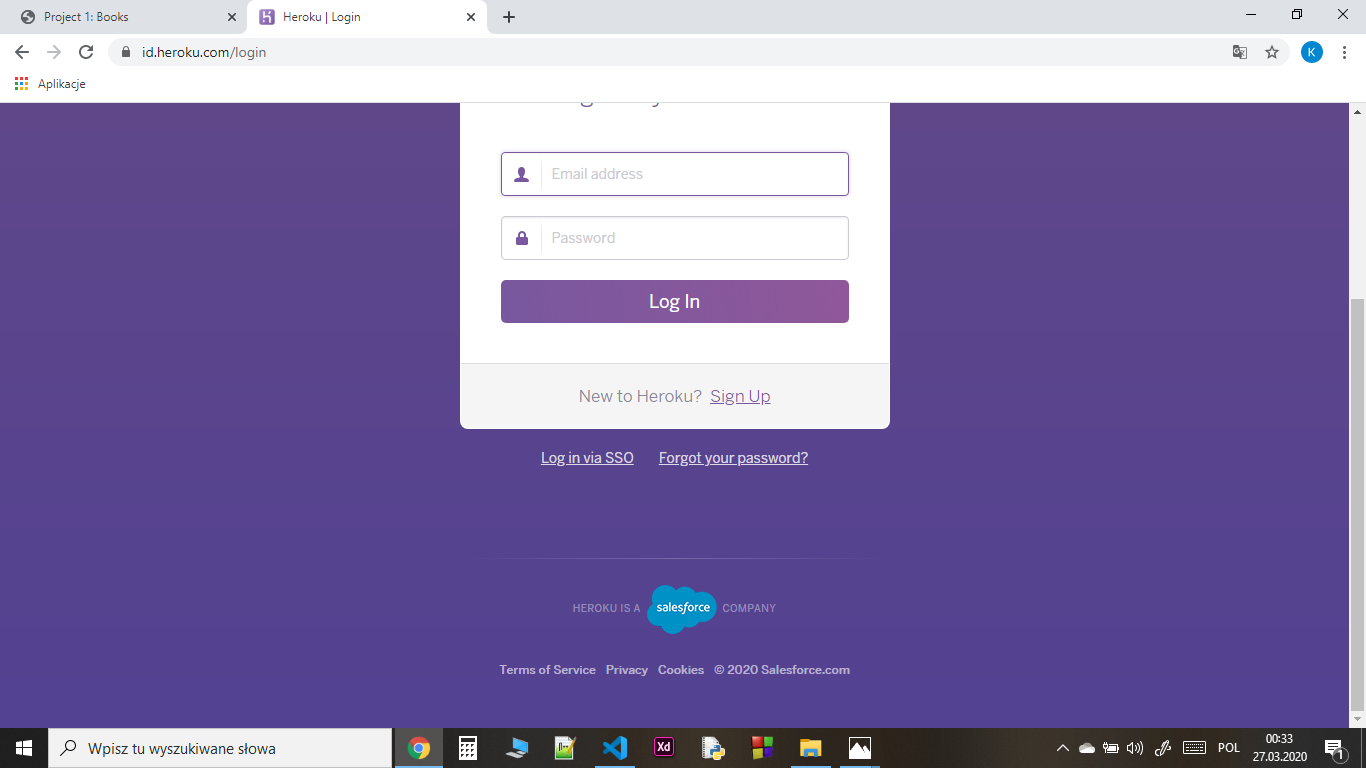 Project 1: Books
Heroku | Login
id.heroku.com/login
K
Aplikacje
Email address
Password
Log In
New to Heroku? Sign Up
Log in via SSO Forgot your password?
HEROKU IS A salesforce COMPANY
Terms of Service Privacy Cookies © 2020 Salesforce.com
Wpisz tu wyszukiwane słowa
Xd
POL
00:33
27.03.2020
1